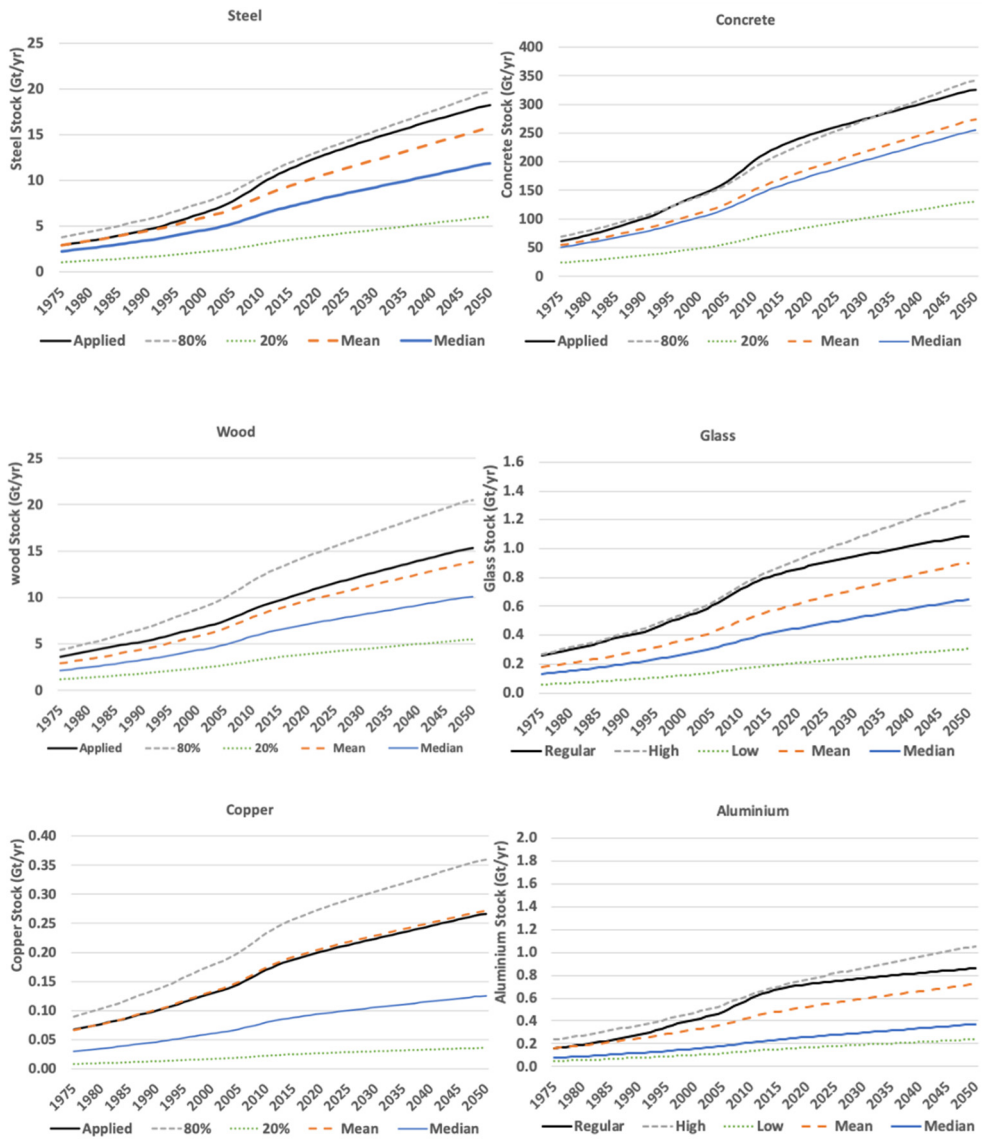 Steel
Steel Stock (Gt/yr)
25
20
15
10
5
0
1975 1980 1985 1990 1995 2000 2005 2010 2015 2020 2025 2030 2035 2040 2045 2050
Applied 80% 20% Mean Median
Concrete
Concrete Stock (Gt/yr)
400
350
300
250
200
150
100
50
0
1975 1980 1985 1990 1995 2000 2005 2010 2015 2020 2025 2030 2035 2040 2045 2050
Applied 80% 20% Mean Median
Wood
wood Stock (Gt/yr)
25
20
15
10
5
0
1975 1980 1985 1990 1995 2000 2005 2010 2015 2020 2025 2030 2035 2040 2045 2050
Applied 80% 20% Mean Median
Glass
Glass Stock (Gt/yr)
1.6
1.4
1.2
1.0
0.8
0.6
0.4
0.2
0.0
1975 1980 1985 1990 1995 2000 2005 2010 2015 2020 2025 2030 2035 2040 2045 2050
Regular High Low Mean Median
Copper
Copper Stock (Gt/yr)
0.40
0.35
0.30
0.25
0.20
0.15
0.10
0.05
0.00
1975 1980 1985 1990 1995 2000 2005 2010 2015 2020 2025 2030 2035 2040 2045 2050
Applied 80% 20% Mean Median
Aluminium
Aluminium Stock (Gt/yr)
2.0
1.8
1.6
1.4
1.2
1.0
0.8
0.6
0.4
0.2
0.0
1975 1980 1985 1990 1995 2000 2005 2010 2015 2020 2025 2030 2035 2040 2045 2050
Regular High Low Mean Median